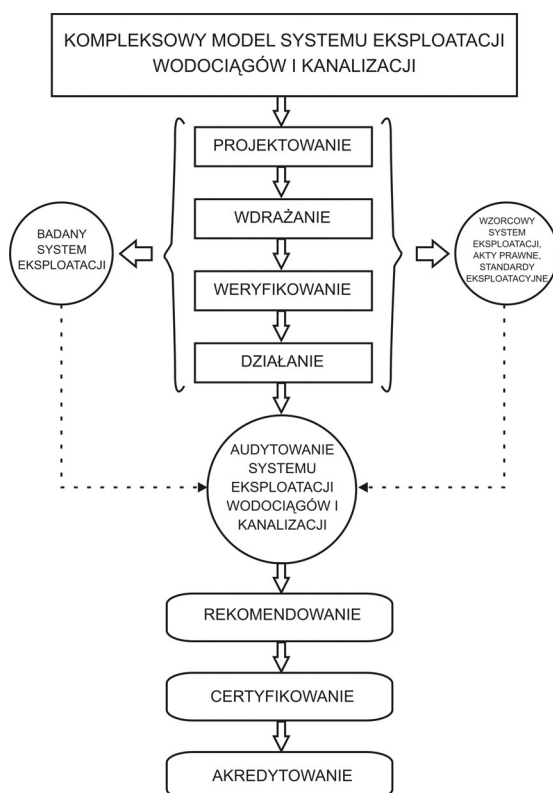 KOMPLEKSOWY MODEL SYSTEMU EKSPLOATACJI
WODOCIĄGÓW I KANALIZACJI
PROJEKTOWANIE
WDRAŻANIE
WERYFIKOWANIE
DZIAŁANIE
BADANY
SYSTEM
EKSPLOATACJI
WZORCOWY
SYSTEM
EKSPLOATACJI,
AKTY PRAWNE,
STANDARDY
EKSPLOATACYJNE
AUDYTOWANIE
SYSTEMU
EKSPLOATACJI
WODOCIĄGÓW I
KANALIZACJI
REKOMENDOWANIE
CERTYFIKOWANIE
AKREDYTOWANIE